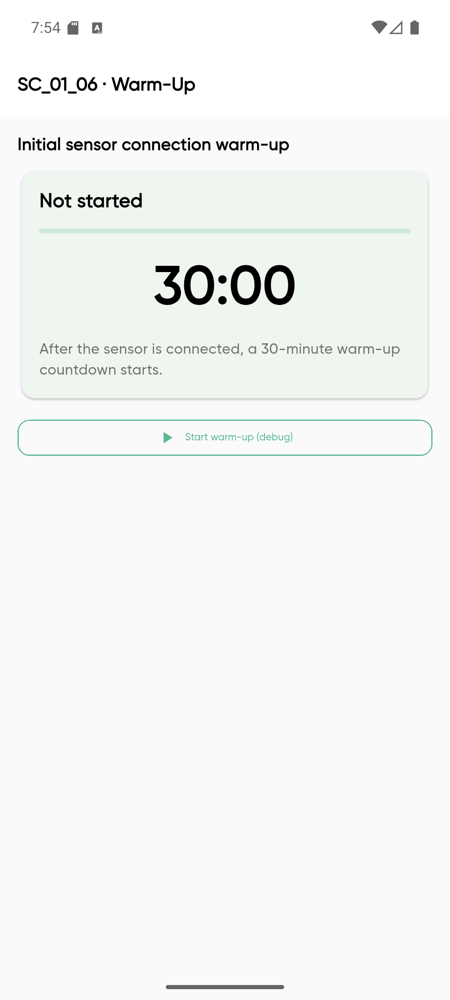 7:54
SC_01_06 · Warm-Up
Initial sensor connection warm-up
Not started
30:00
After the sensor is connected, a 30-minute warm-up
countdown starts.
Start warm-up (debug)